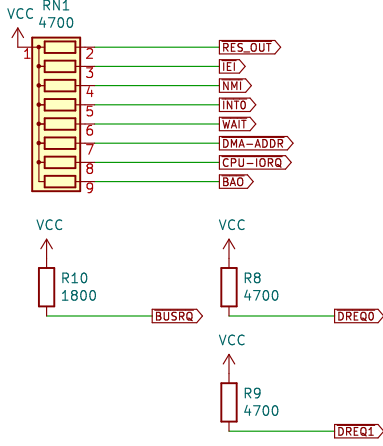 RN1
VCC 4700
1 2 RES_OUT
3 IEI
4 NMI
5 INT0
6 WAIT
7 DMA-ADDR
8 CPU-IORQ
9 BAO
VCC VCC
R10 R8
1800 4700
BUSRQ DREQ0
VCC
R9
4700
DREQ1